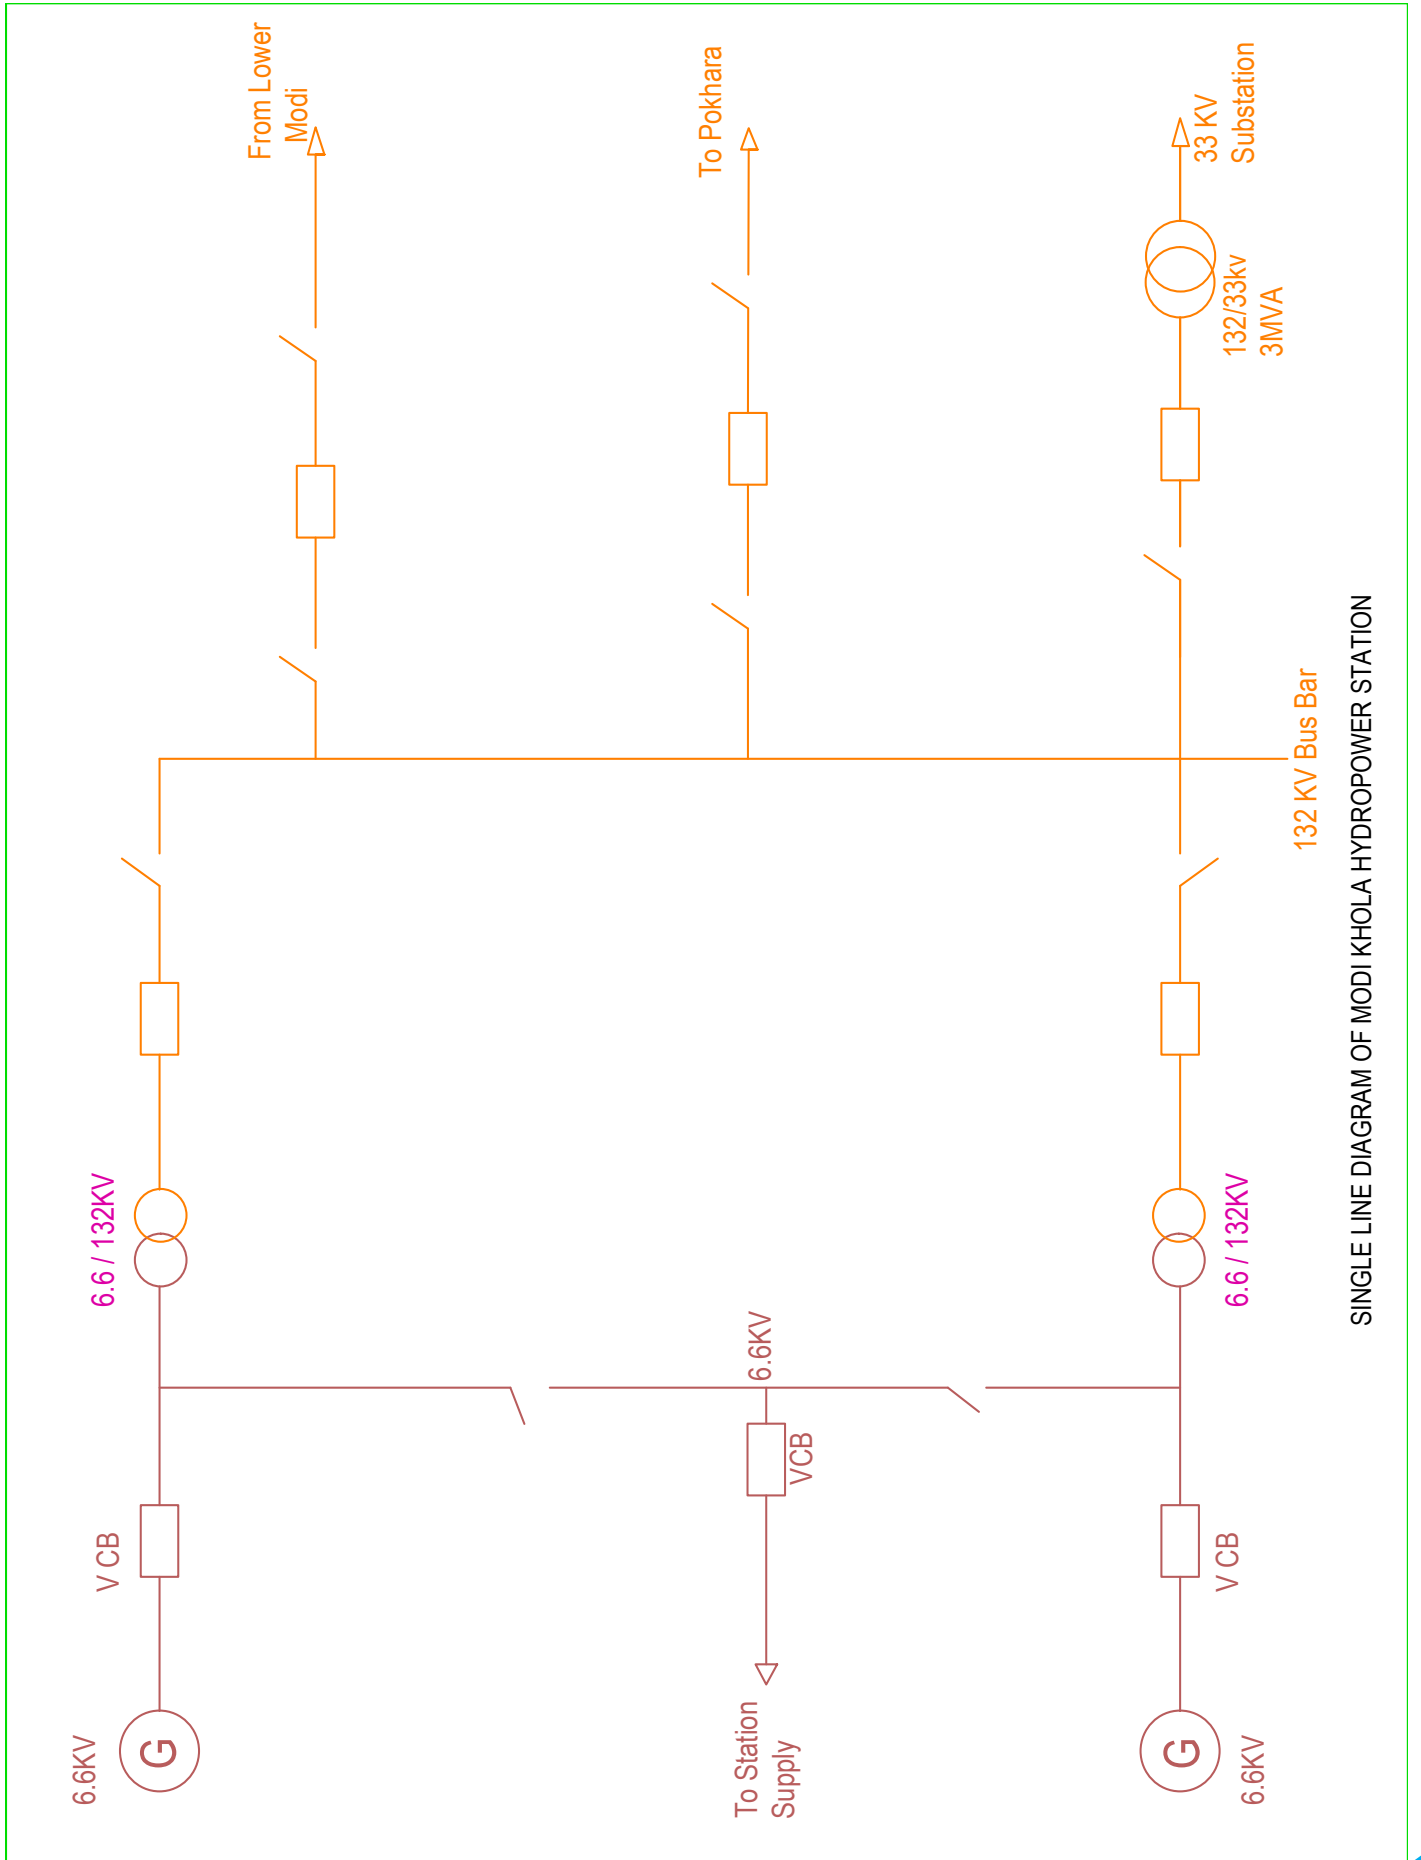 6.6KV
G
V CB
6.6 / 132KV
From Lower
Modi
To Station
Supply
VCB
6.6KV
To Pokhara
G
6.6KV
V CB
6.6 / 132KV
132 KV Bus Bar
132/33kv
3MVA
33 KV
Substation
SINGLE LINE DIAGRAM OF MODI KHOLA HYDROPOWER STATION